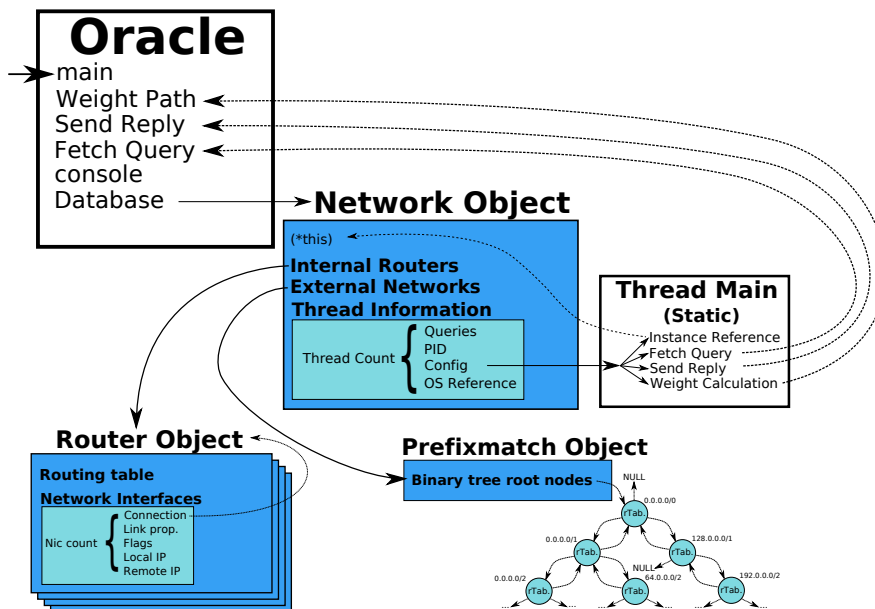 Oracle
main
Weight Path
Send Reply
Fetch Query
console
Database
Network Object
(*this)
Internal Routers
External Networks
Thread Information
Thread Count
Queries
PID
Config
OS Reference
Thread Main
(Static)
Instance Reference
Fetch Query
Send Reply
Weight Calculation
Router Object
Routing table
Network Interfaces
Nic count
Connection
Link prop.
Flags
Local IP
Remote IP
Prefixmatch Object
Binary tree root nodes
NULL
0.0.0.0/0
rTab.
0.0.0.0/1
rTab.
128.0.0.0/1
rTab.
NULL
0.0.0.0/2
rTab.
64.0.0.0/2
rTab.
192.0.0.0/2
rTab.
...
...
...
...
...